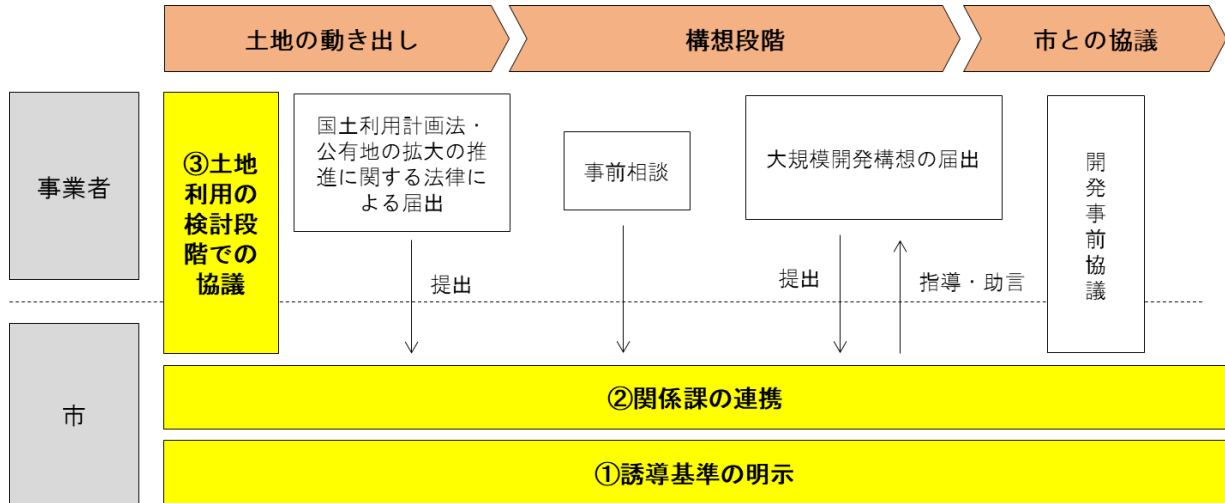 土地の動き出し
構想段階
市との協議
事業者
③土地
利用の
検討段
階での
協議
国土利用計画法・
公有地の拡大の推
進に関する法律に
よる届出
事前相談
大規模開発構想の届出
開発事前協議
提出
提出
指導・助言
市
②関係課の連携
①誘導基準の明示